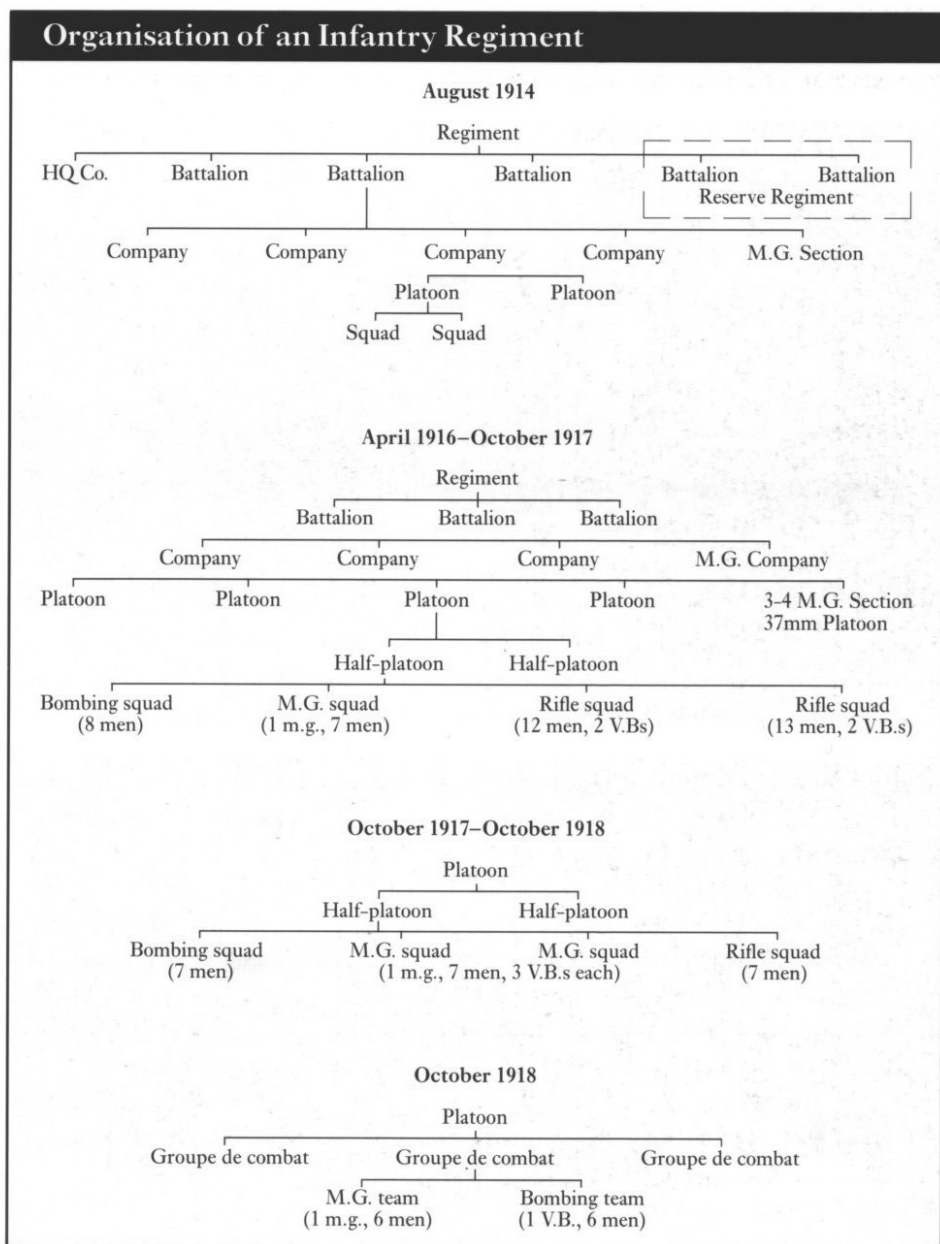 Organisation of an Infantry Regiment
August 1914
Regiment
HQ Co. Battalion Battalion Battalion Battalion Battalion
Reserve Regiment
Company Company Company Company M.G. Section
Platoon Platoon
Squad Squad
April 1916–October 1917
Regiment
Battalion Battalion Battalion
Company Company Company M.G. Company
Platoon Platoon Platoon Platoon 3-4 M.G. Section
37mm Platoon
Half-platoon Half-platoon
Bombing squad M.G. squad Rifle squad Rifle squad
(8 men) (1 m.g., 7 men) (12 men, 2 V.Bs) (13 men, 2 V.B.s)
October 1917–October 1918
Platoon
Half-platoon Half-platoon
Bombing squad M.G. squad M.G. squad Rifle squad
(7 men) (1 m.g., 7 men, 3 V.B.s each) (7 men)
October 1918
Platoon
Groupe de combat Groupe de combat Groupe de combat
M.G. team Bombing team
(1 m.g., 6 men) (1 V.B., 6 men)